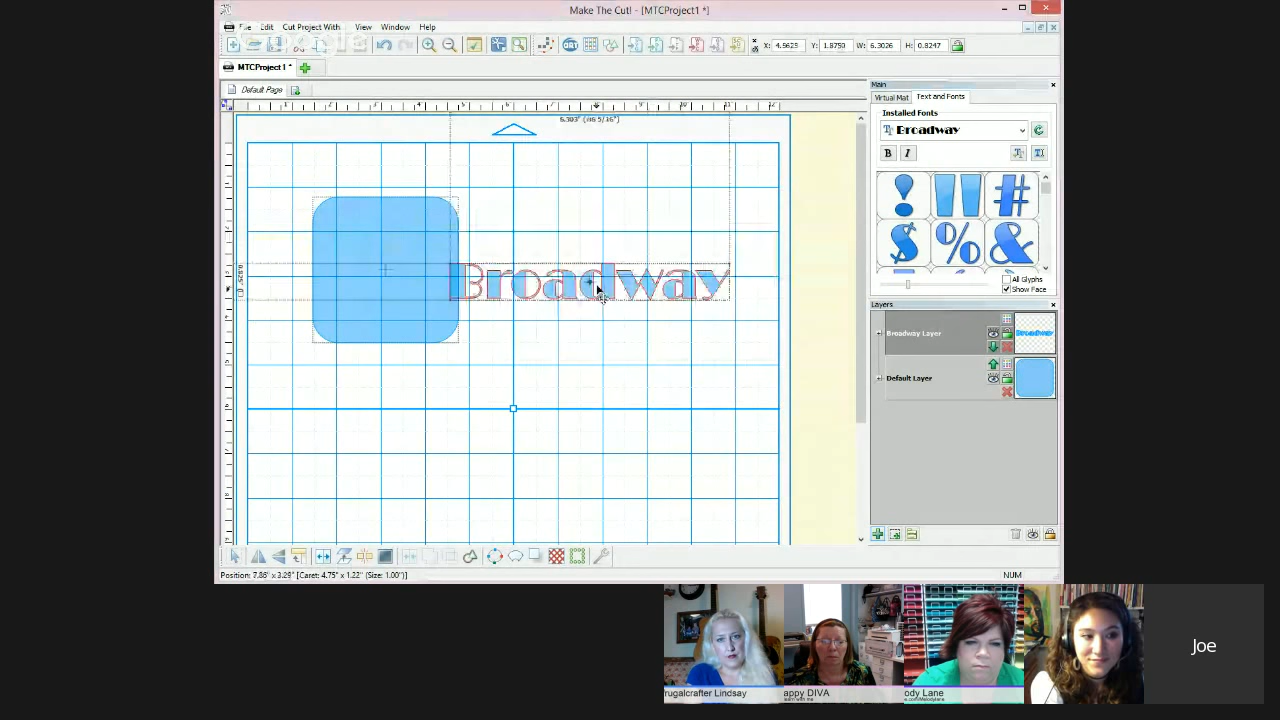 Make The Cut! - [MTCProject1 *]
Edit Cut Project With View Window Help
X: 4.5625 Y: 1.8750 W: 6.3026 H: 0.8247
MTCProject1 *
Default Page
Main
Virtual Mat Text and Fonts
Installed Fonts
Broadway
B I
! " #
$ % &
All Glyphs
Show Face
Layers
Broadway Layer
Broadway
Default Layer
Broadway
Position: 7.86" x 3.29" [Caret: 4.75" x 1.22" (Size: 1.00")]
NUM
Joe
frugalcrafter Lindsay
appy DIVA
ody Lane